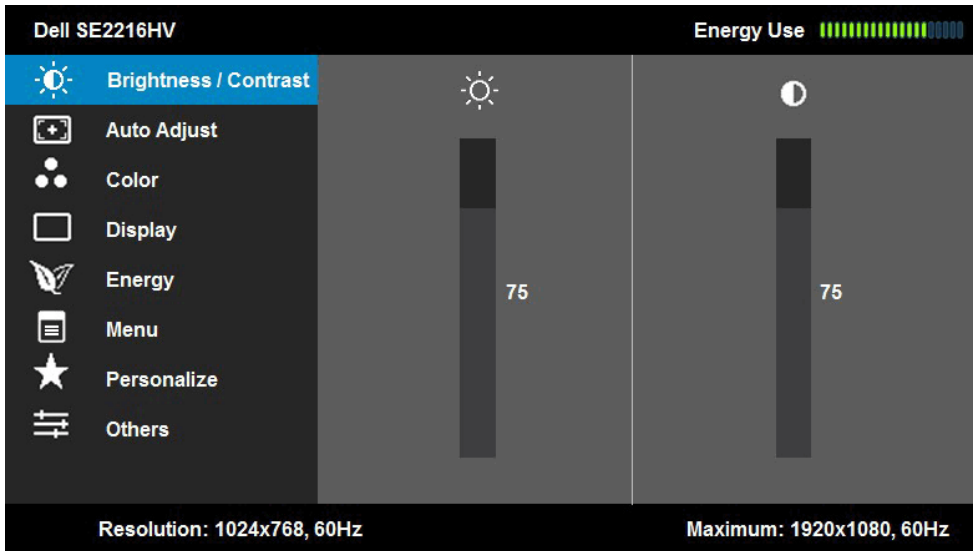 Dell SE2216HV
Energy Use
Brightness / Contrast
Auto Adjust
Color
Display
Energy
Menu
Personalize
Others
75
75
Resolution: 1024x768, 60Hz
Maximum: 1920x1080, 60Hz